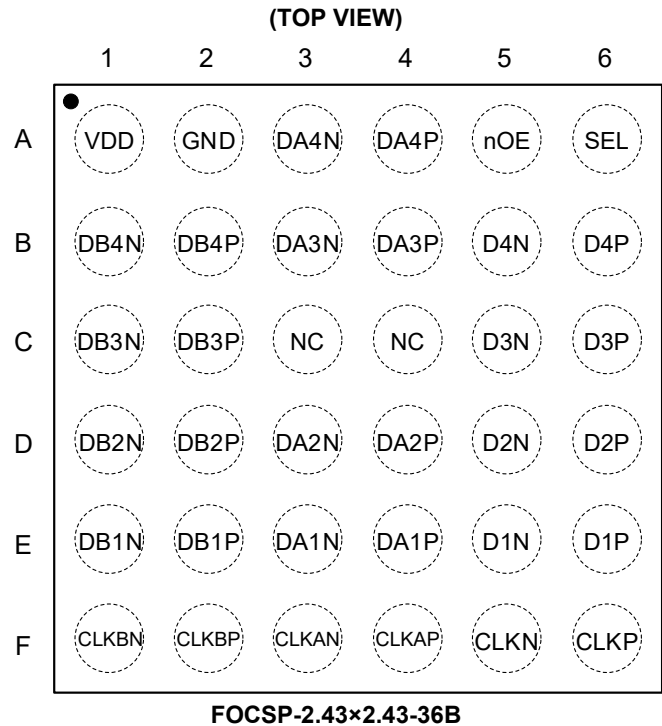 (TOP VIEW)
1 2 3 4 5 6
A VDD GND DA4N DA4P nOE SEL
B DB4N DB4P DA3N DA3P D4N D4P
C DB3N DB3P NC NC D3N D3P
D DB2N DB2P DA2N DA2P D2N D2P
E DB1N DB1P DA1N DA1P D1N D1P
F CLKBN CLKBP CLKAN CLKAP CLKN CLKP
FOCSP-2.43×2.43-36B